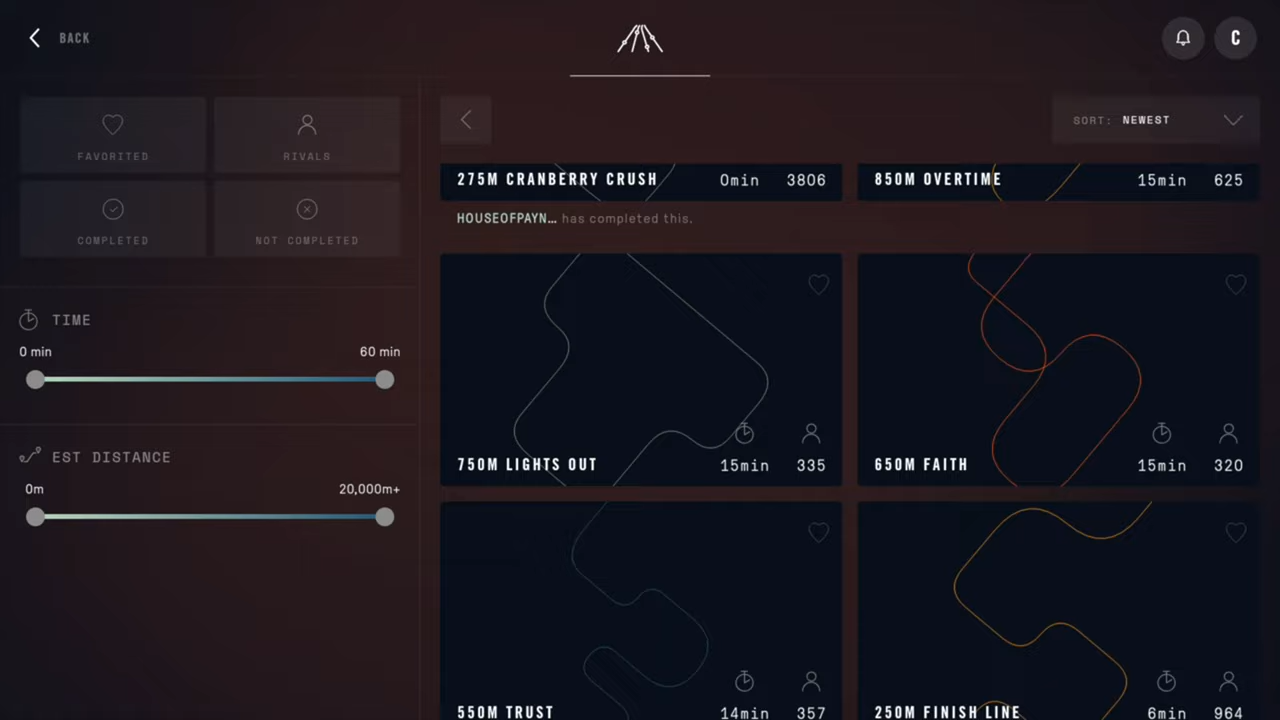 BACK
C
FAVORITED
RIVALS
COMPLETED
NOT COMPLETED
TIME
0 min
60 min
EST DISTANCE
0m
20,000m+
SORT: NEWEST
275M CRANBERRY CRUSH 0min 3806
850M OVERTIME 15min 625
HOUSEOFPAYN... has completed this.
750M LIGHTS OUT 15min 335
650M FAITH 15min 320
550M TRUST 14min 357
250M FINISH LINE 6min 964